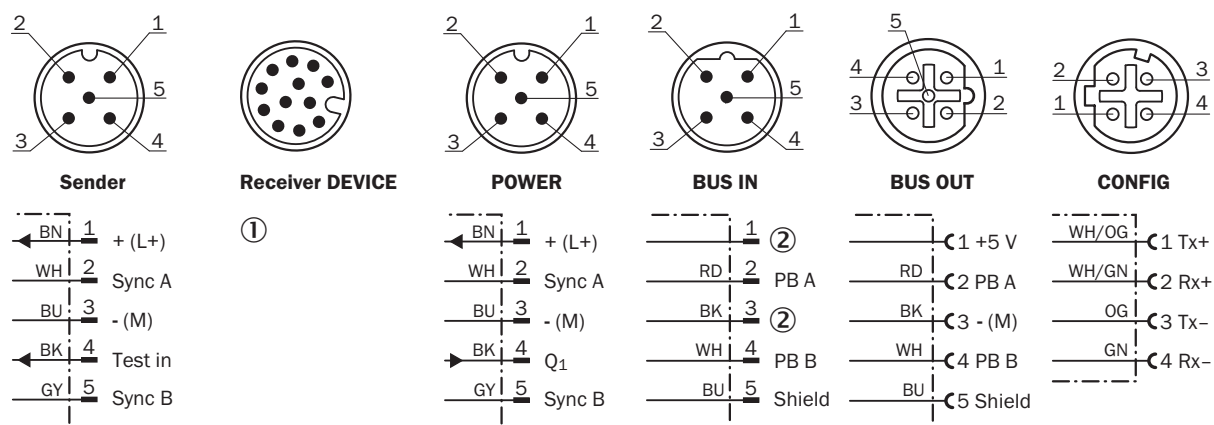 2 1
5
3 4
Sender
Receiver DEVICE
2 1
5
3 4
POWER
2 1
5
3 4
BUS IN
5
4 1
3 2
BUS OUT
2 3
1 4
CONFIG
BN 1 + (L+)
WH 2 Sync A
BU 3 - (M)
BK 4 Test in
GY 5 Sync B
①
BN 1 + (L+)
WH 2 Sync A
BU 3 - (M)
BK 4 Q1
GY 5 Sync B
1 ②
RD 2 PB A
BK 3 ②
WH 4 PB B
BU 5 Shield
1 +5 V
RD 2 PB A
BK 3 - (M)
WH 4 PB B
BU 5 Shield
WH/OG 1 Tx+
WH/GN 2 Rx+
OG 3 Tx–
GN 4 Rx–